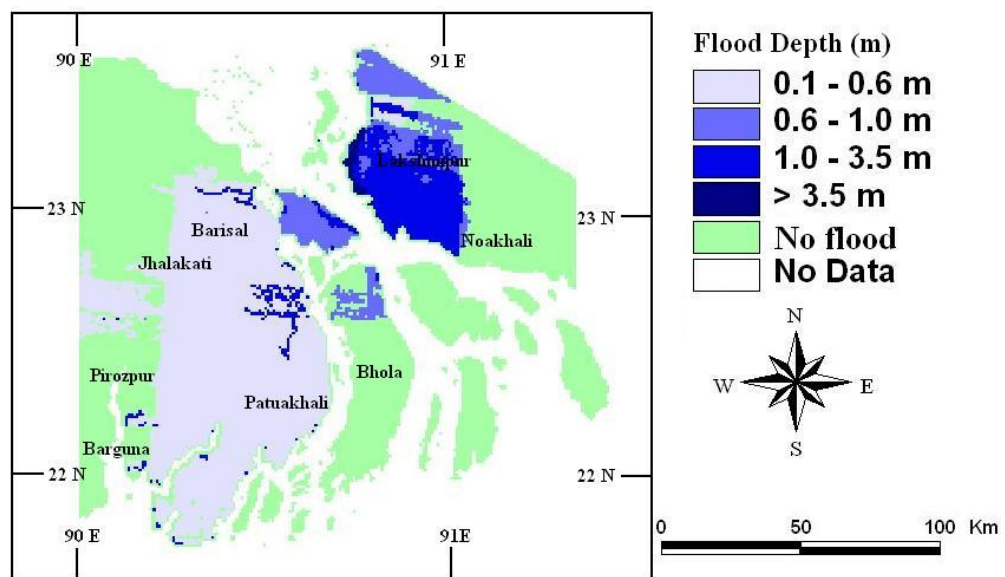 90 E
91 E
Lakshmipur
23 N
23 N
Barisal
Noakhali
Jhalakati
Pirozpur
Bhola
Patuakhali
Barguna
22 N
22 N
90 E
91 E
Flood Depth (m)
0.1 - 0.6 m
0.6 - 1.0 m
1.0 - 3.5 m
> 3.5 m
No flood
No Data
N
W
E
S
0
50
100
Km